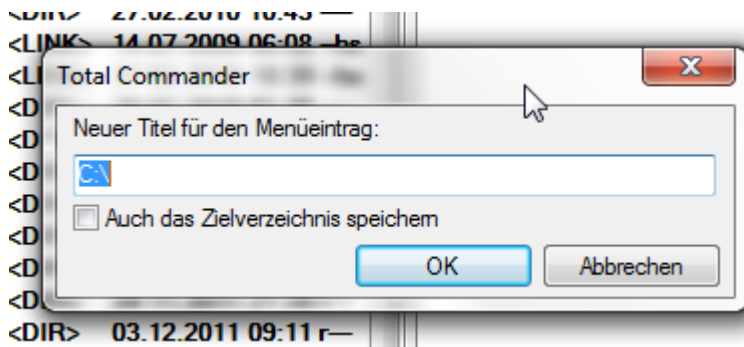 <DIR> 27.02.2010 10:43 ----
<LINK> 14.07.2009 06:08 --hs
Total Commander
<D
Neuer Titel für den Menüeintrag:
<D
<D
C:\
<D
Auch das Zielverzeichnis speichern
<D
<D
OK
Abbrechen
<DIR> 03.12.2011 09:11 r---